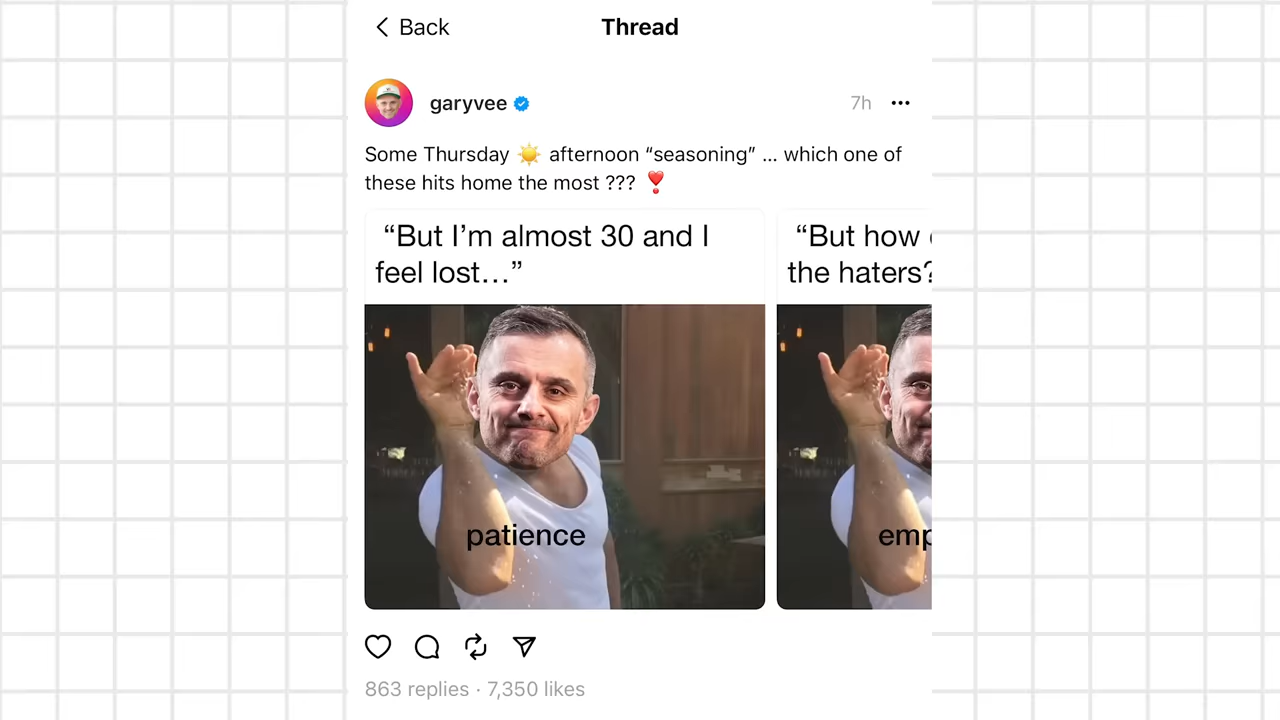 Back
Thread
garyvee
7h
Some Thursday ☀️ afternoon “seasoning” ... which one of
these hits home the most ??? ❣️
“But I’m almost 30 and I
feel lost…”
“But how
the haters?
patience
emp
863 replies · 7,350 likes